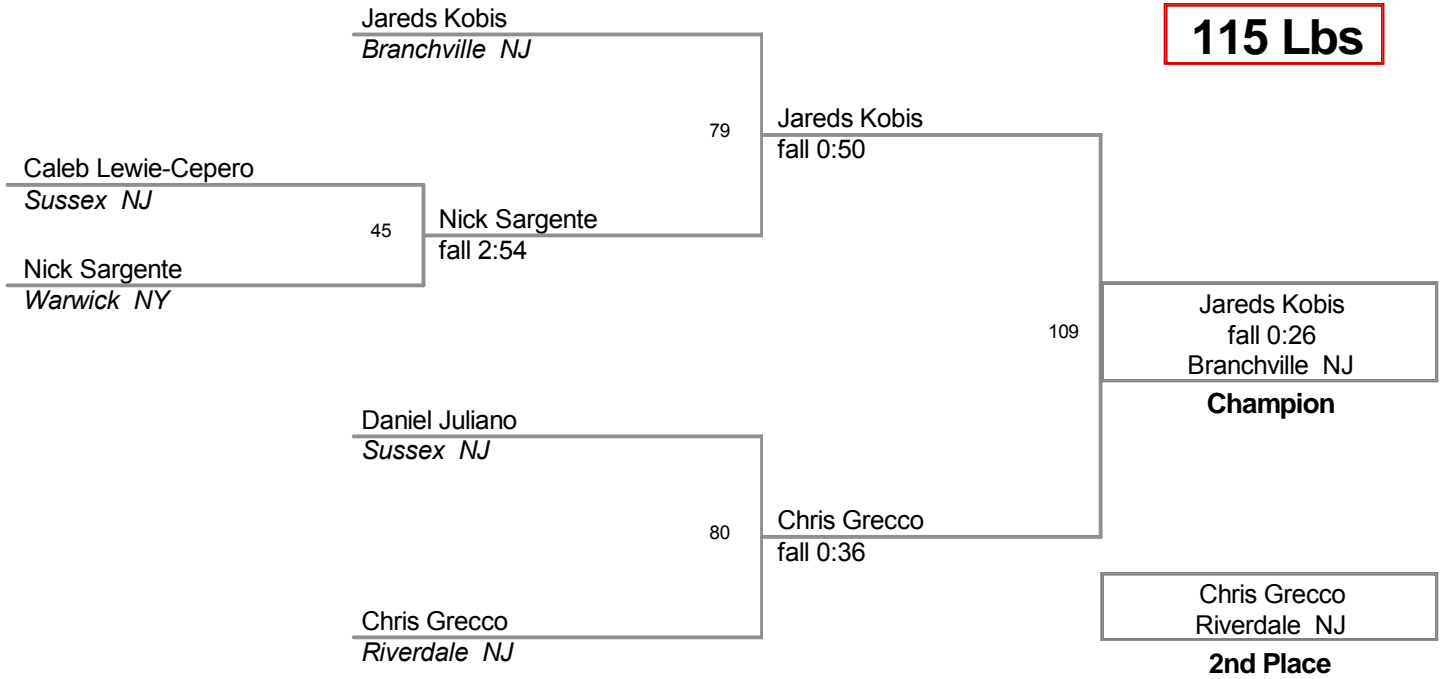 Jareds Kobis
Branchville NJ
115 Lbs
79
Jareds Kobis
fall 0:50
Caleb Lewie-Cepero
Sussex NJ
45
Nick Sargente
fall 2:54
Nick Sargente
Warwick NY
109
Jareds Kobis
fall 0:26
Branchville NJ
Champion
Daniel Juliano
Sussex NJ
80
Chris Grecco
fall 0:36
Chris Grecco
Riverdale NJ
Chris Grecco
Riverdale NJ
2nd Place